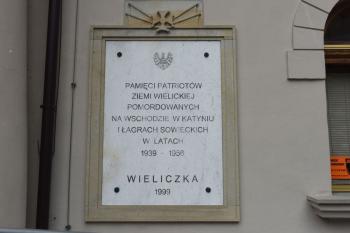 PAMIĘCI PATRIOTÓW
ZIEMI WIELICKIEJ
POMORDOWANYCH
NA WSCHODZIE W KATYNIU
I ŁAGRACH SOWIECKICH
W LATACH
1939 - 1956
WIELICZKA
1999